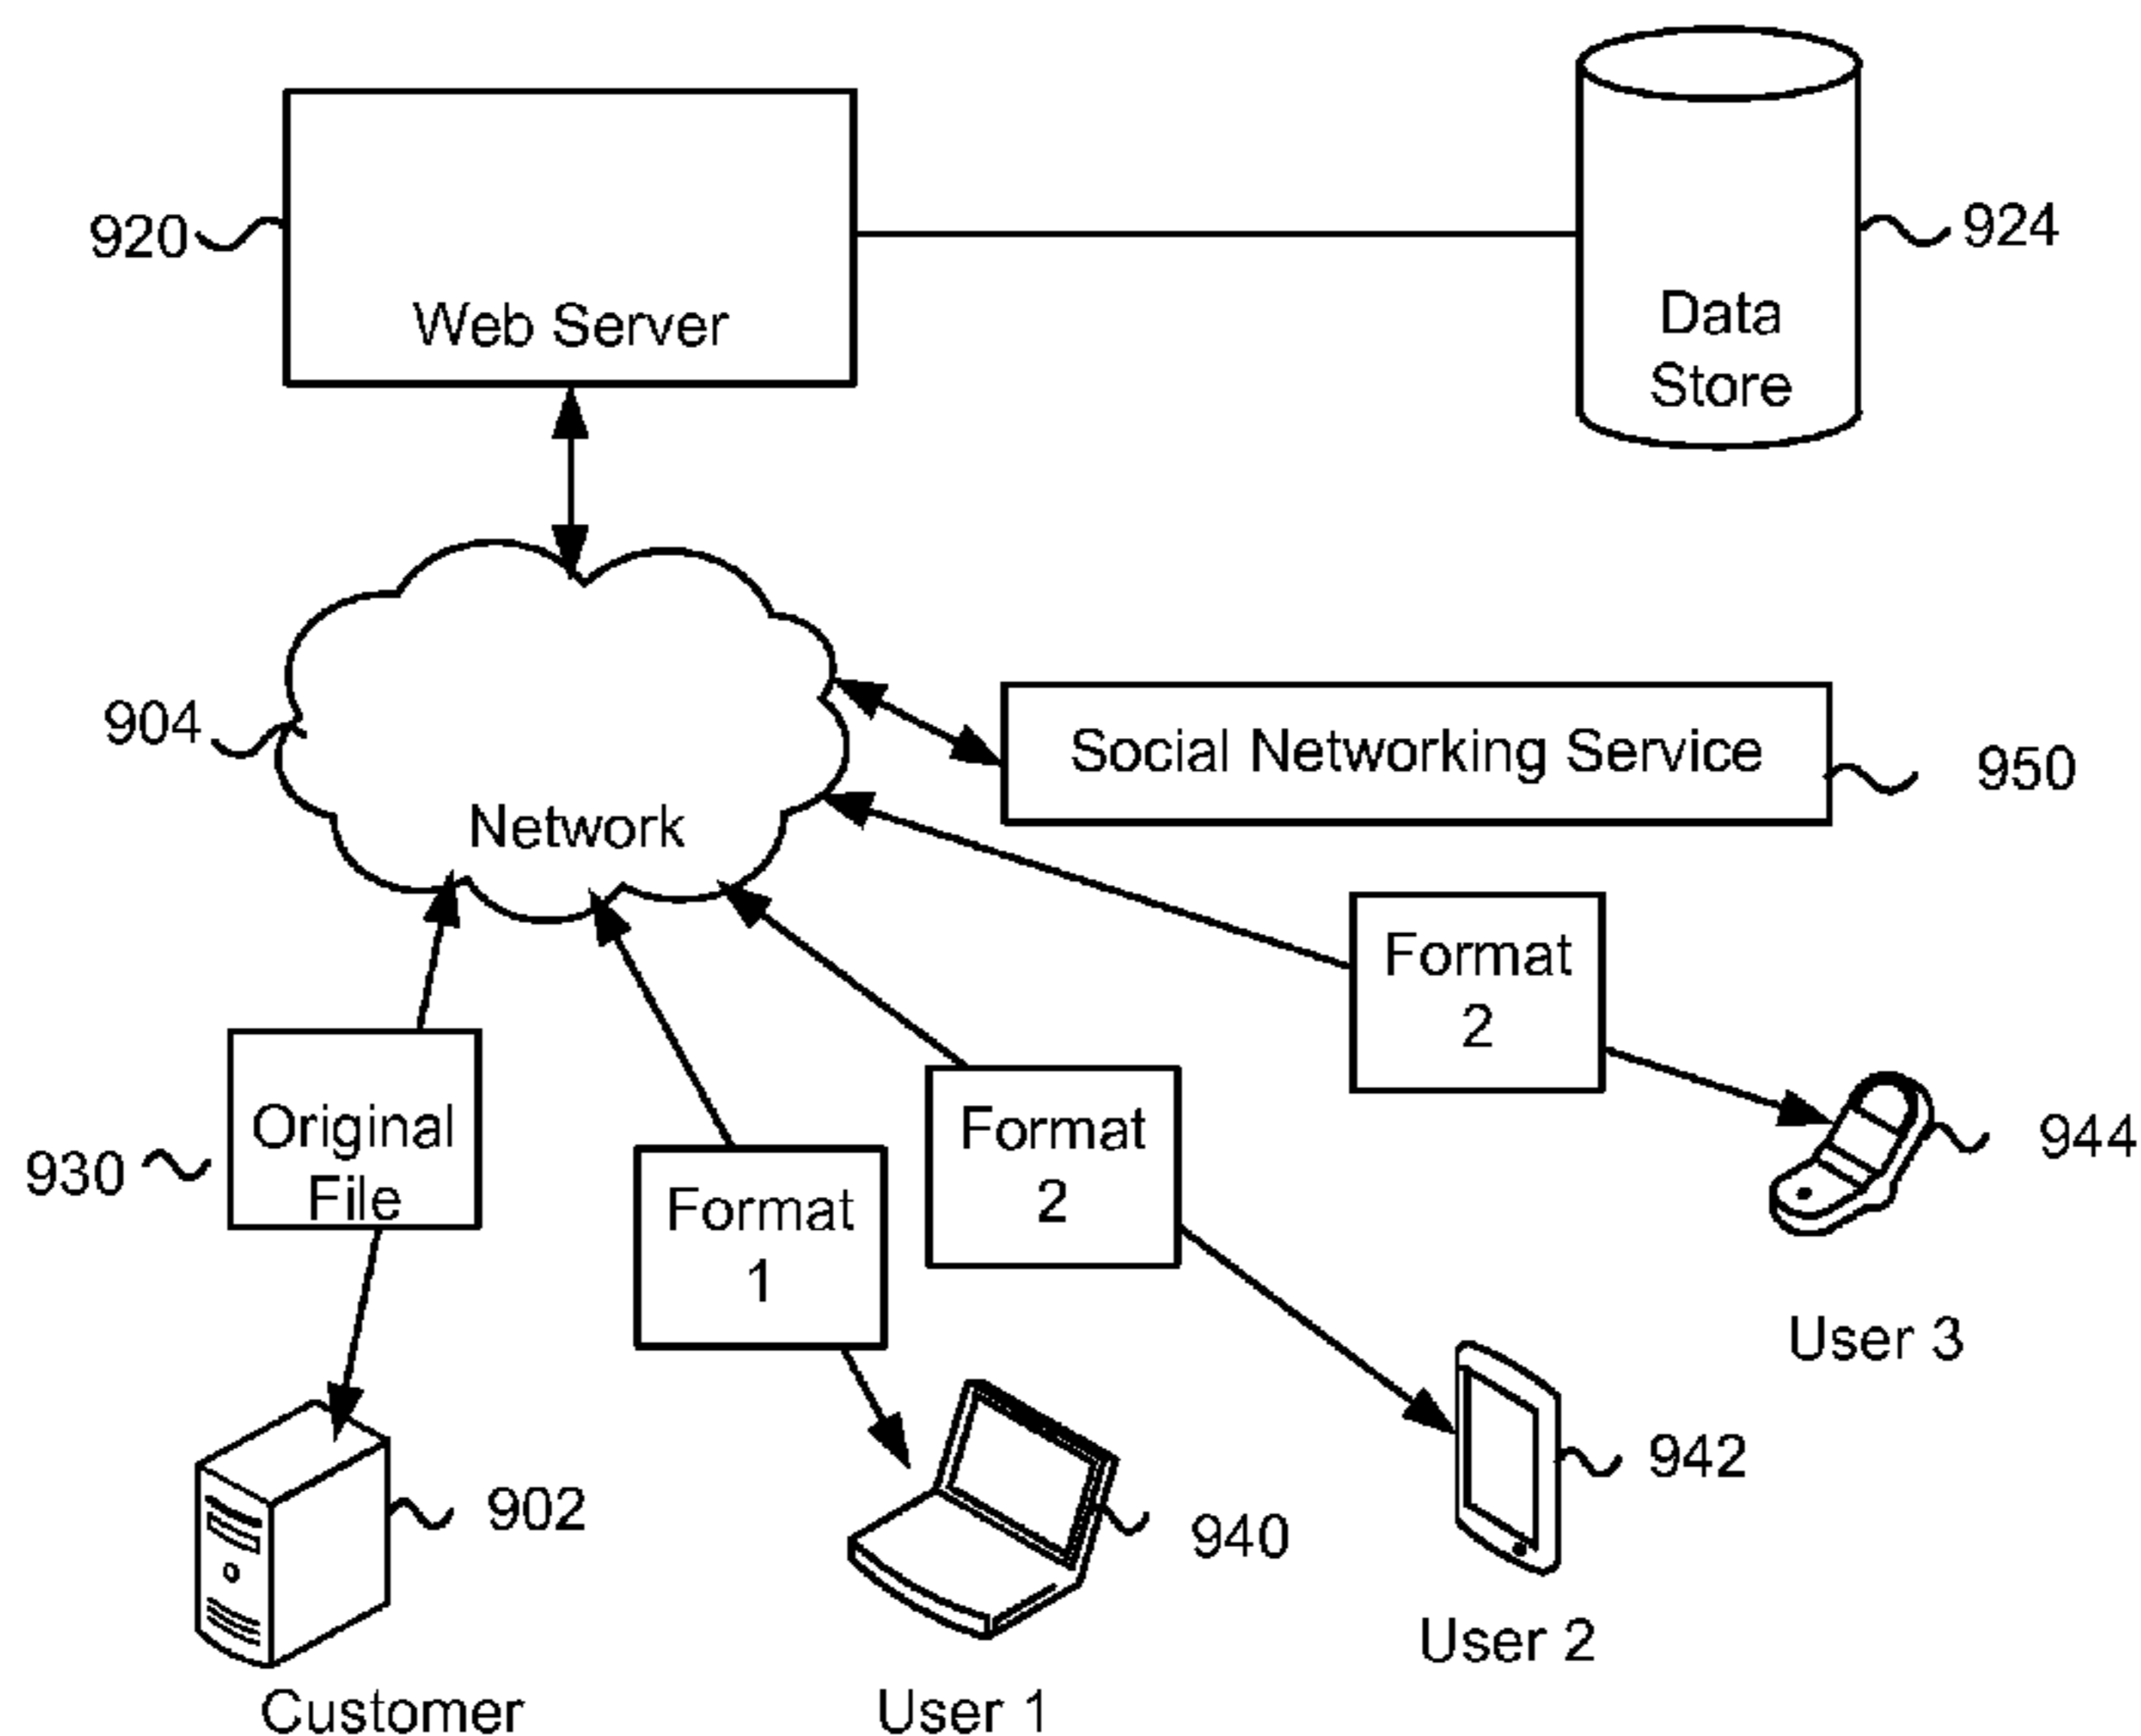 920
Web Server
924
Data
Store
904
Network
Social Networking Service
950
Format
2
944
User 3
930
Original
File
Format
1
Format
2
902
Customer
940
User 1
942
User 2